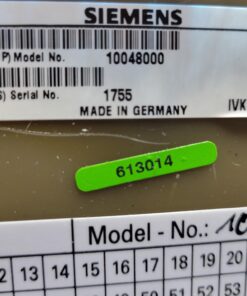 SIEMENS
P) Model No. 10048000
S) Serial No. 1755
MADE IN GERMANY IVK
613014
Model - No.:
2 13 14 15 16 17 18 19 20
50 51 52 53